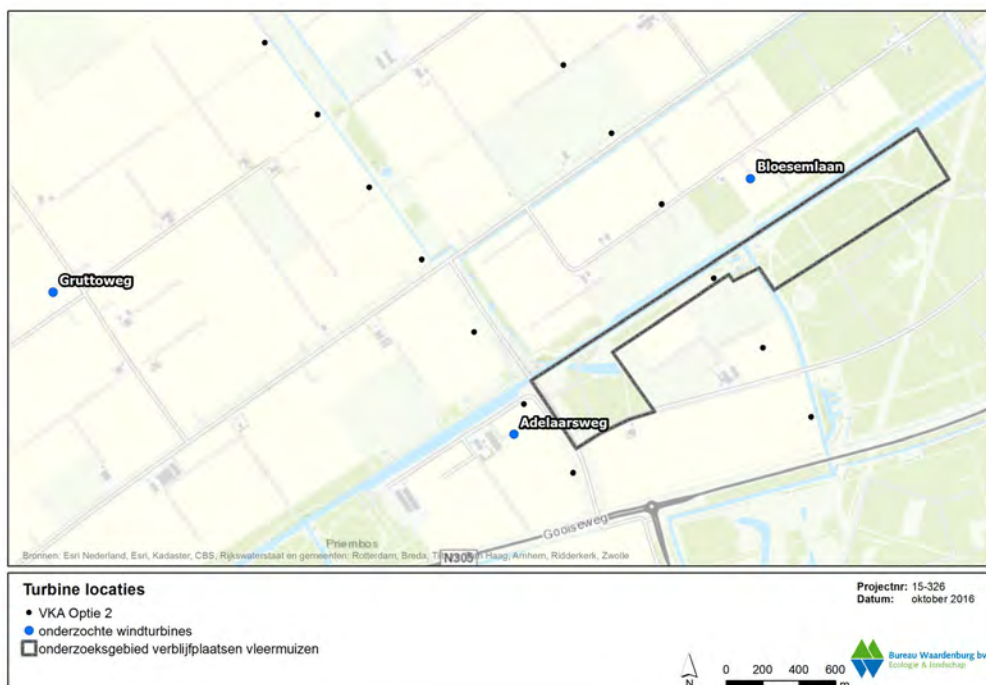 Bloesemlaan
Gruttoweg
Adelaarsweg
Gooiseweg
Priembos
N305
Bronnen: Esri Nederland, Esri, Kadaster, CBS, Rijkswaterstaat en gemeenten: Rotterdam, Breda, Haag, Arnhem, Ridderkerk, Zwolle
Turbine locaties
VKA Optie 2
onderzochte windturbines
onderzoeksgebied verblijfplaatsen vleermuizen
Projectnr: 15-326
Datum: oktober 2016
N
0 200 400 600
m
Bureau Waardenburg bv
Ecologie & landschap